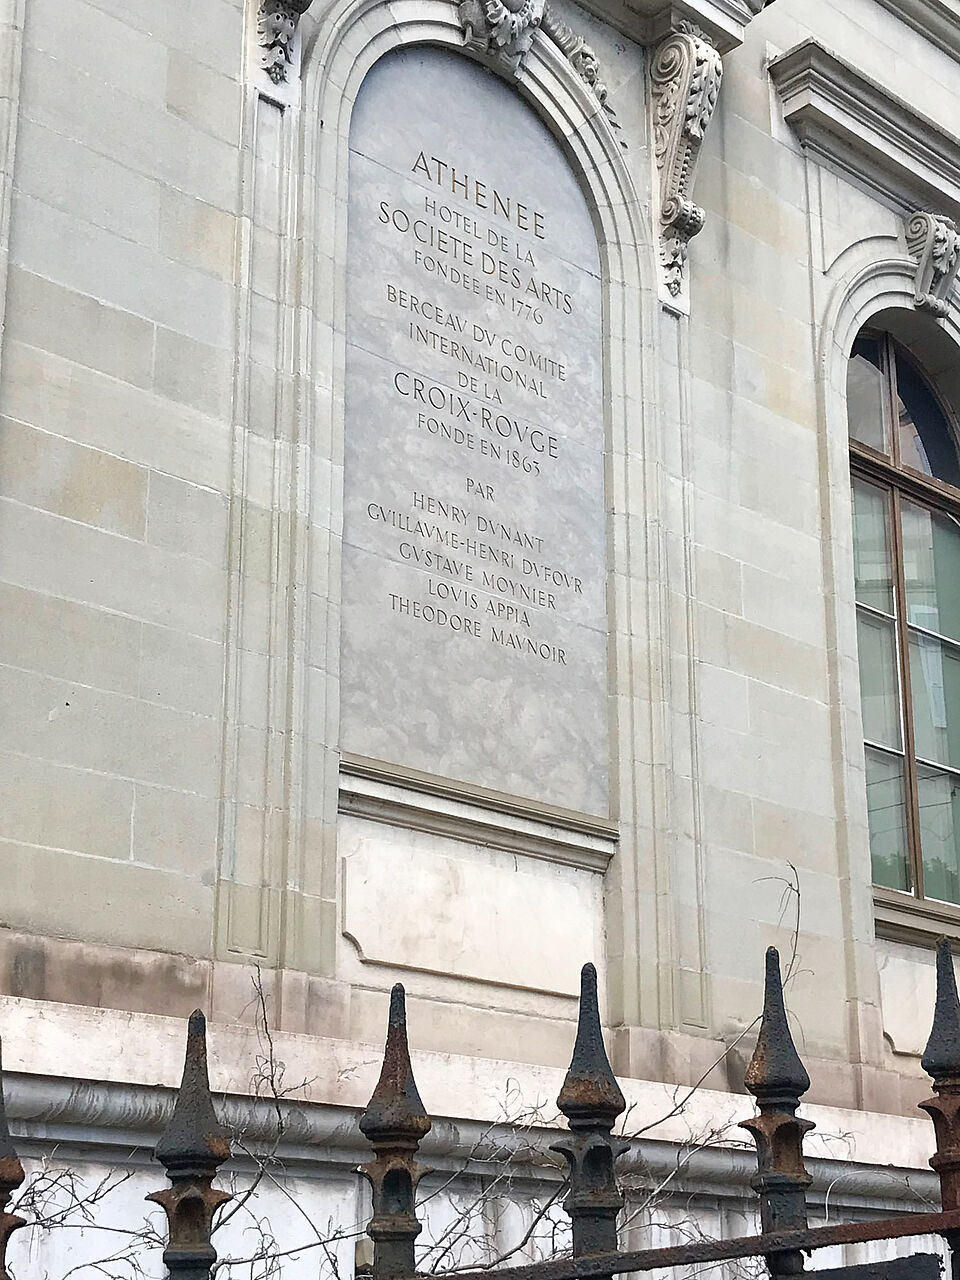 ATHENEE
HOTEL DE LA
SOCIETE DES ARTS
FONDEE EN 1776
BERCEAV DV COMITE
INTERNATIONAL
DE LA
CROIX-ROVGE
FONDE EN 1863
PAR
HENRY DVNANT
GVILLAVME-HENRI DVFOVR
GVSTAVE MOYNIER
LOVIS APPIA
THEODORE MAVNOIR